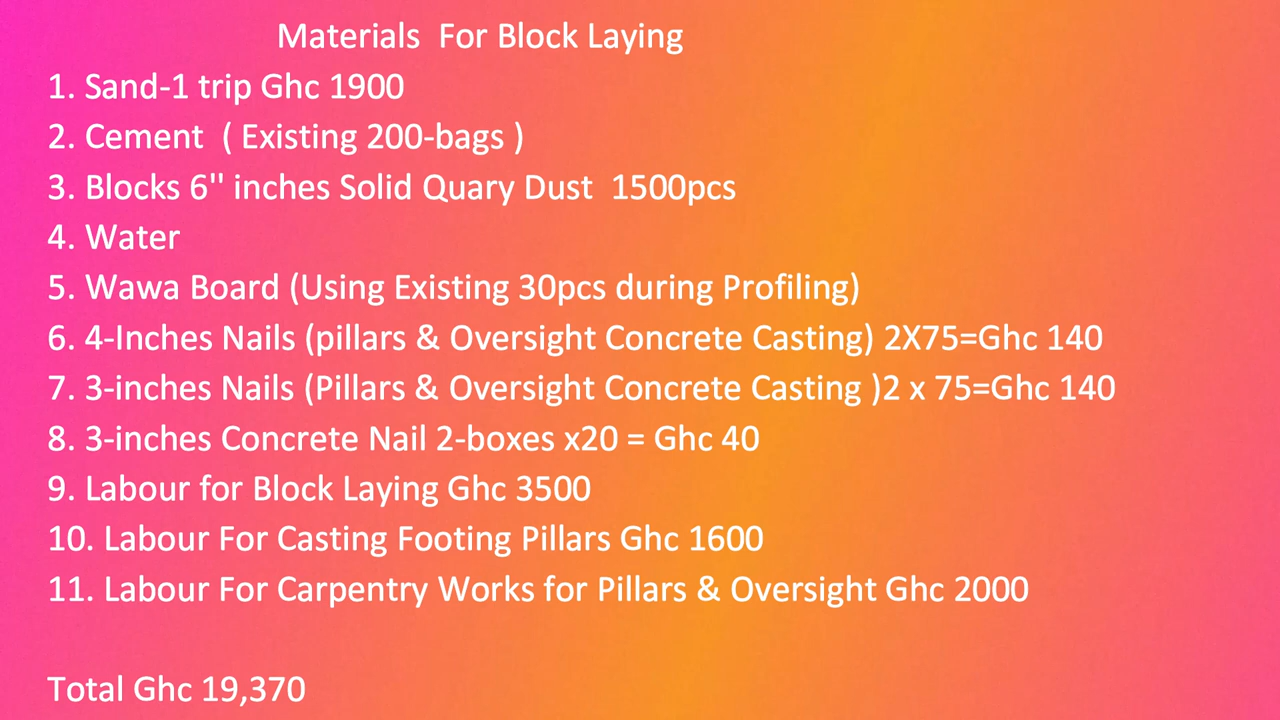 Materials  For Block Laying
1. Sand-1 trip Ghc 1900
2. Cement  ( Existing 200-bags )
3. Blocks 6'' inches Solid Quary Dust  1500pcs
4. Water
5. Wawa Board (Using Existing 30pcs during Profiling)
6. 4-Inches Nails (pillars & Oversight Concrete Casting) 2X75=Ghc 140
7. 3-inches Nails (Pillars & Oversight Concrete Casting )2 x 75=Ghc 140
8. 3-inches Concrete Nail 2-boxes x20 = Ghc 40
9. Labour for Block Laying Ghc 3500
10. Labour For Casting Footing Pillars Ghc 1600
11. Labour For Carpentry Works for Pillars & Oversight Ghc 2000
Total Ghc 19,370